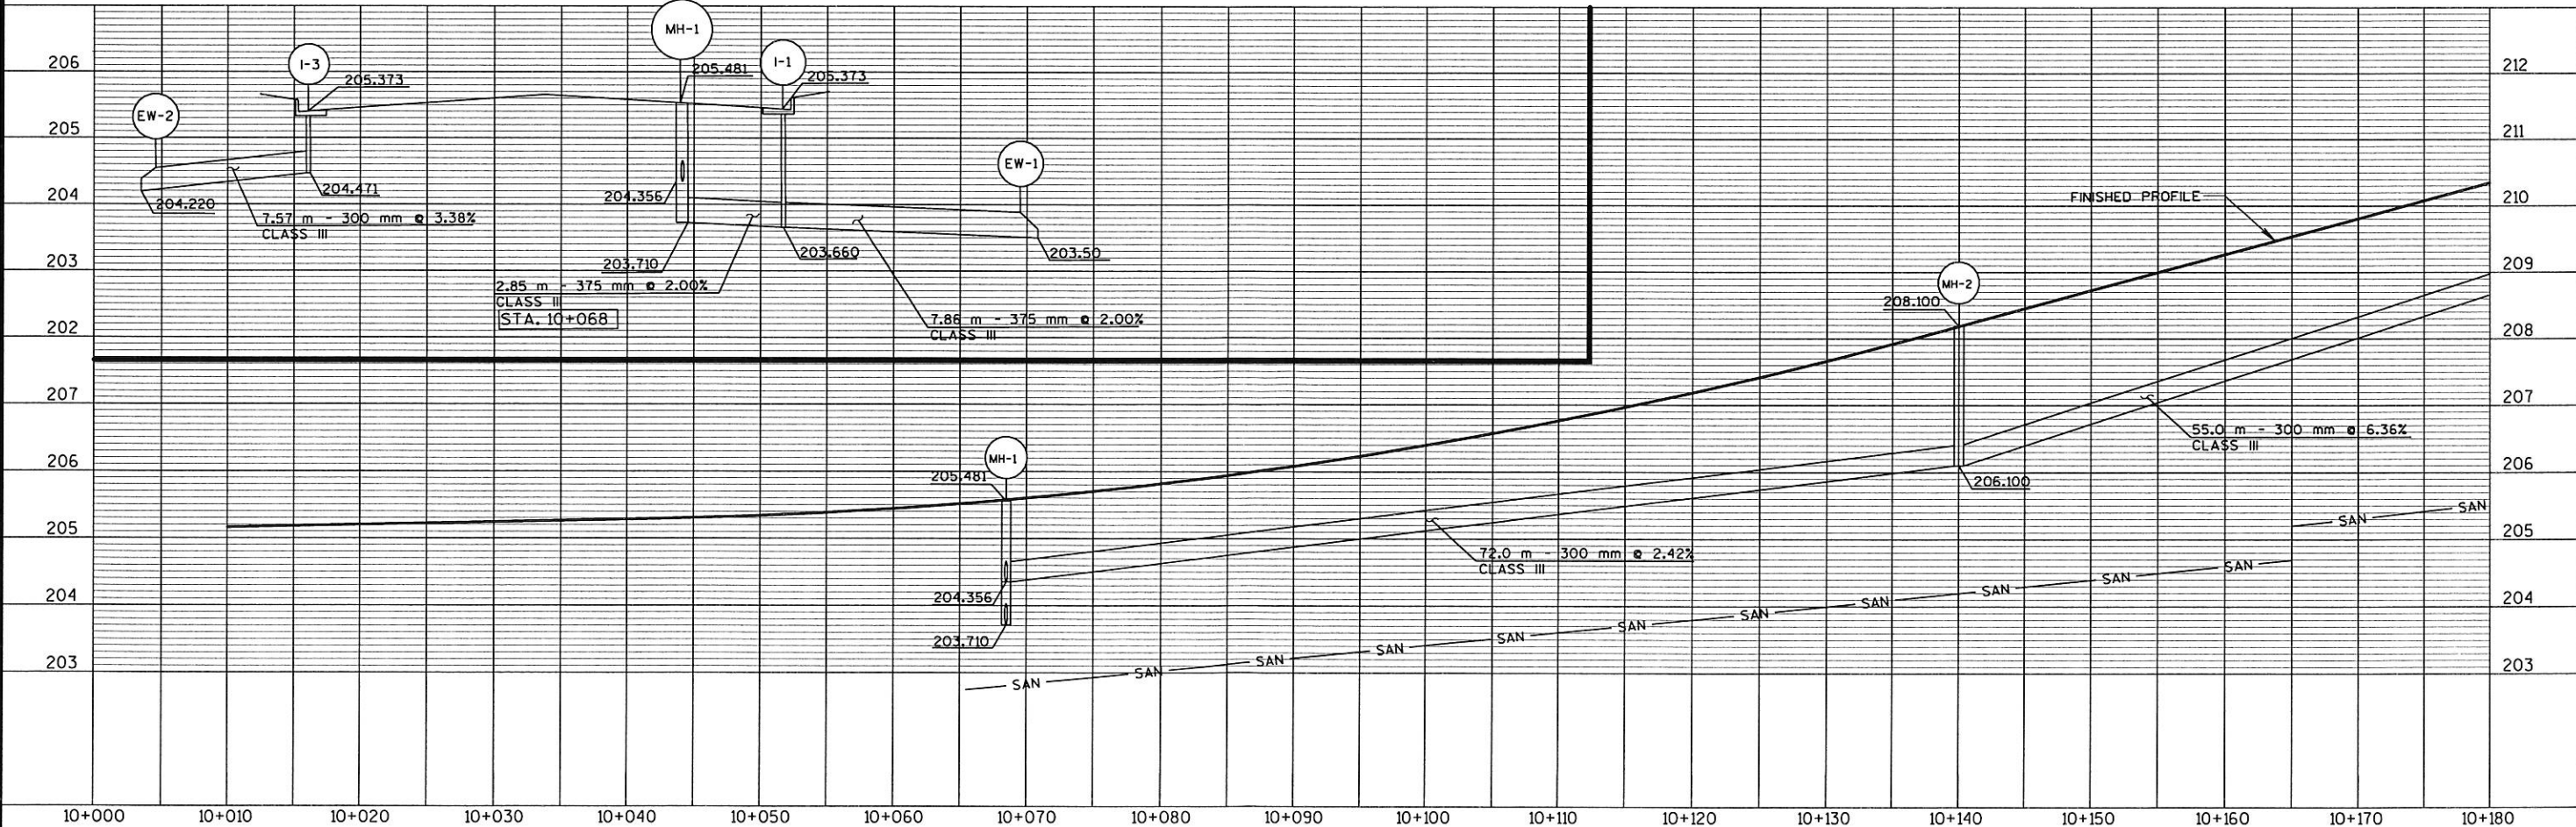 MH-1
I-3
I-1
206
205.373
205.481
205.373
212
EW-2
205
211
EW-1
204
204.471
204.356
204.220
7.57 m - 300 mm @ 3.38%
CLASS III
FINISHED PROFILE
210
203
203.710
203.660
203.50
209
2.85 m - 375 mm @ 2.00%
CLASS III
STA. 10+068
7.86 m - 375 mm @ 2.00%
CLASS III
202
MH-2
208.100
208
207
207
55.0 m - 300 mm @ 6.36%
CLASS III
206
MH-1
205.481
206
206.100
205
SAN SAN
205
72.0 m - 300 mm @ 2.42%
CLASS III
204
204.356
204
203.710
203
SAN SAN SAN SAN SAN SAN SAN SAN SAN SAN SAN
203
10+000 10+010 10+020 10+030 10+040 10+050 10+060 10+070 10+080 10+090 10+100 10+110 10+120 10+130 10+140 10+150 10+160 10+170 10+180